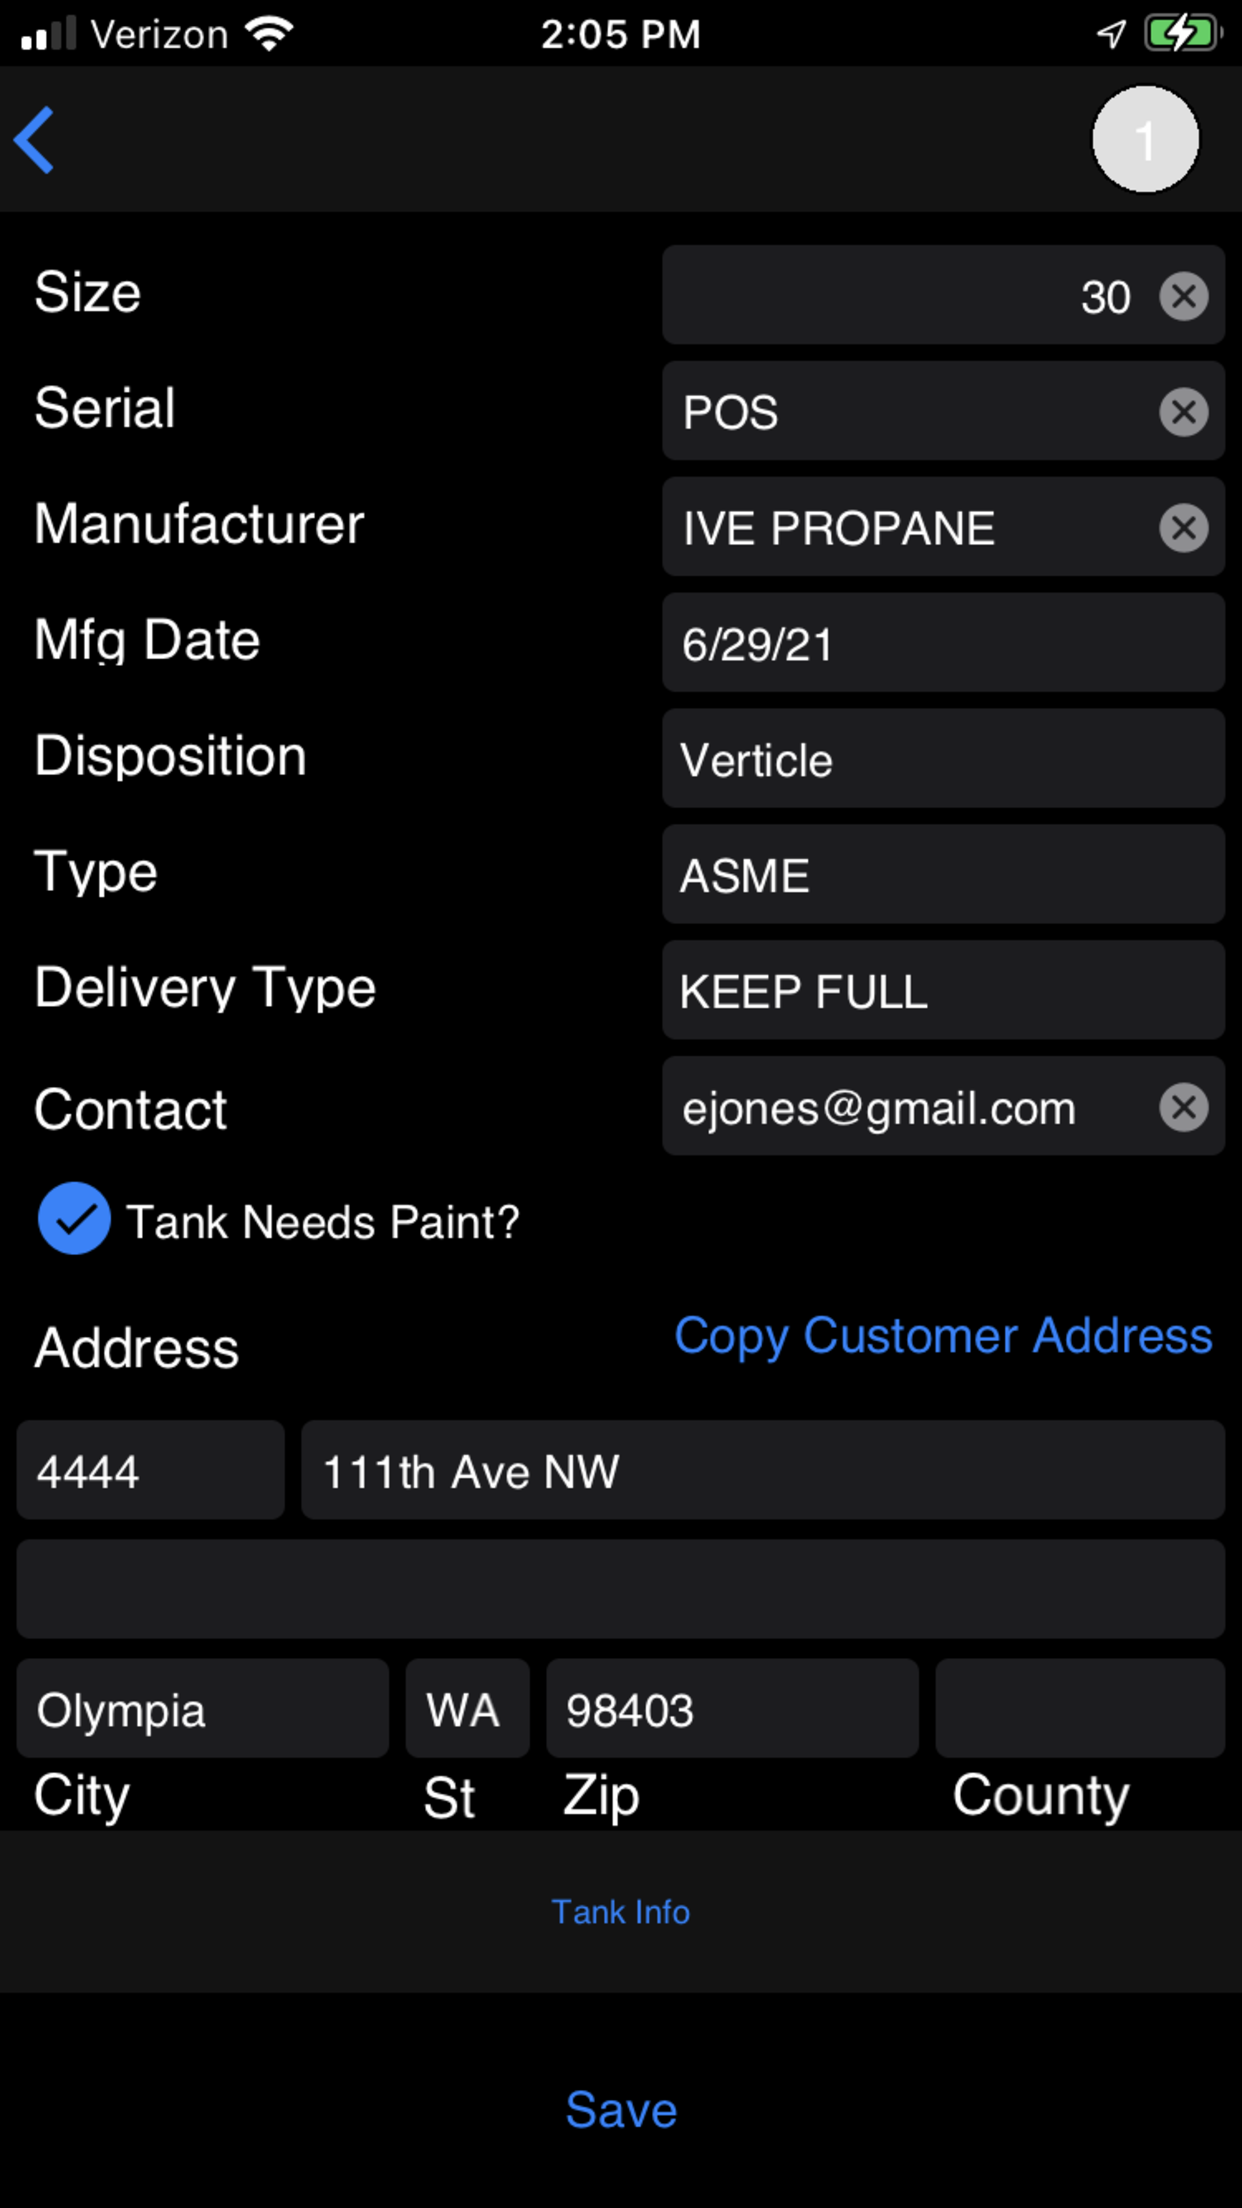 Verizon 2:05 PM
1
Size 30
Serial POS
Manufacturer IVE PROPANE
Mfg Date 6/29/21
Disposition Verticle
Type ASME
Delivery Type KEEP FULL
Contact ejones@gmail.com
Tank Needs Paint?
Address Copy Customer Address
4444 111th Ave NW
Olympia WA 98403
City St Zip County
Tank Info
Save